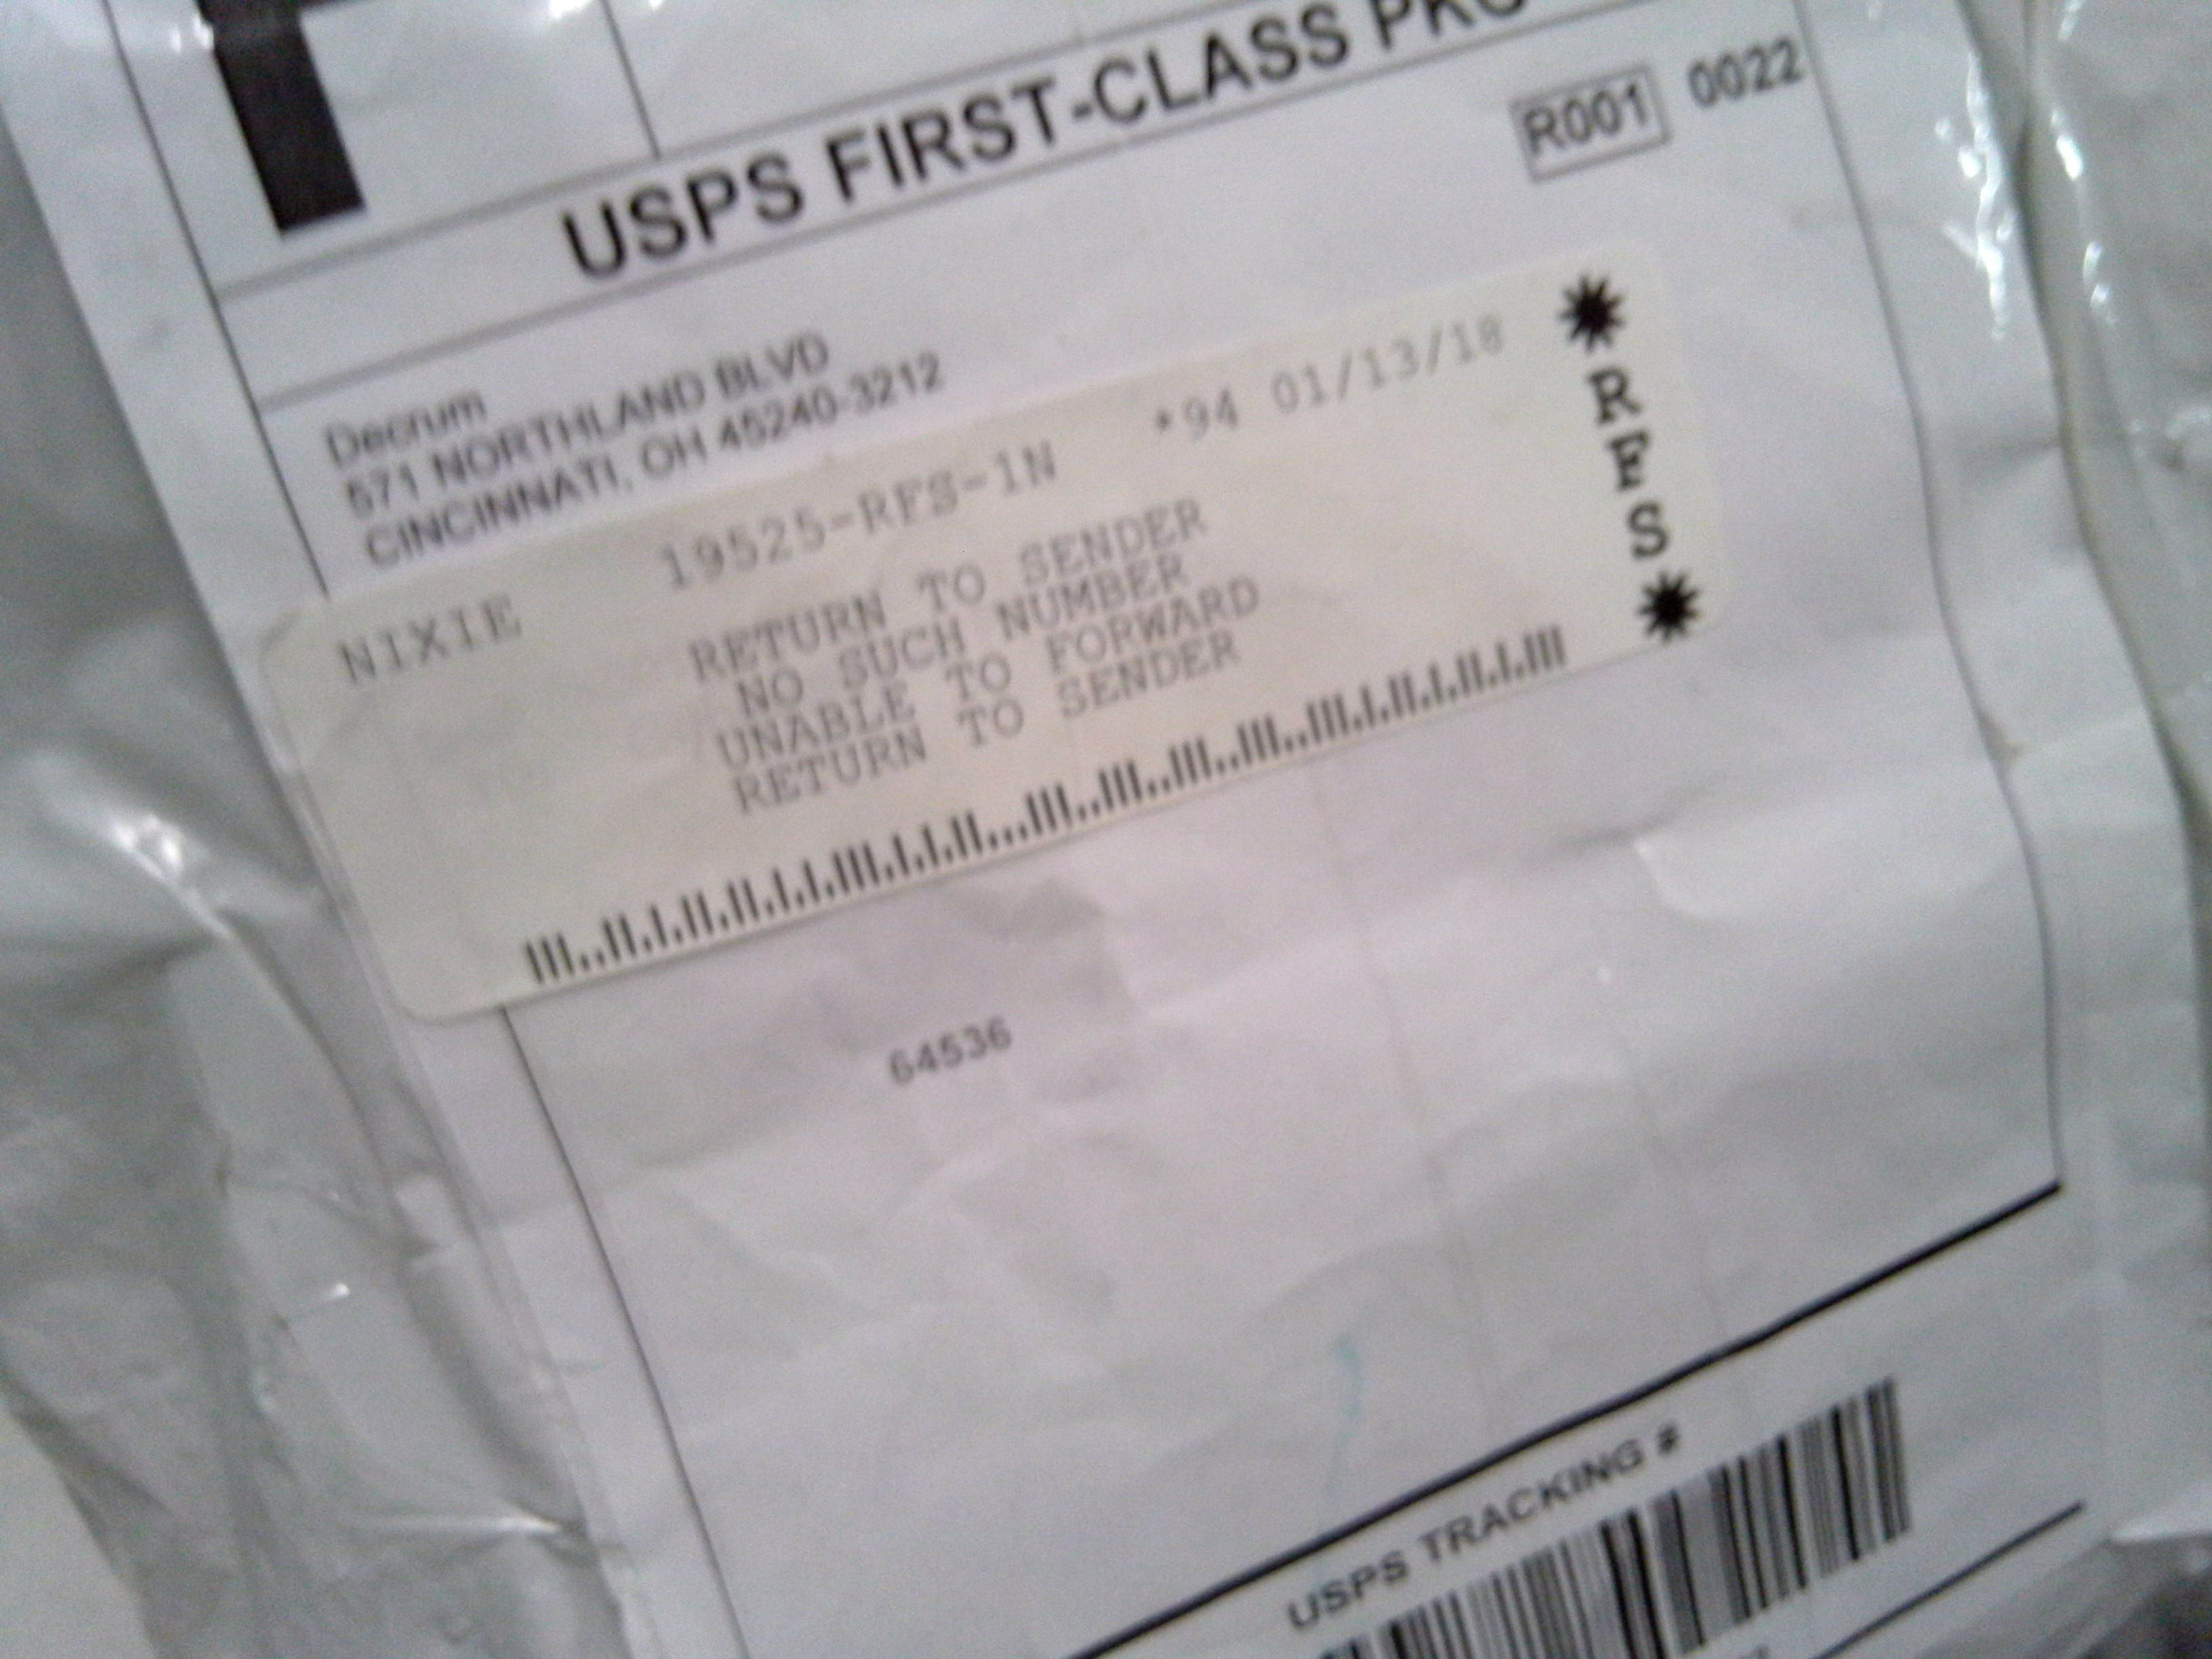 USPS FIRST-CLASS PKG
R001 0022
Decrum
571 NORTHLAND BLVD
CINCINNATI, OH 45240-3212
NIXIE 19525-RFS-1N *94 01/13/18
RETURN TO SENDER
NO SUCH NUMBER
UNABLE TO FORWARD
RETURN TO SENDER
RFS
64536
USPS TRACKING #